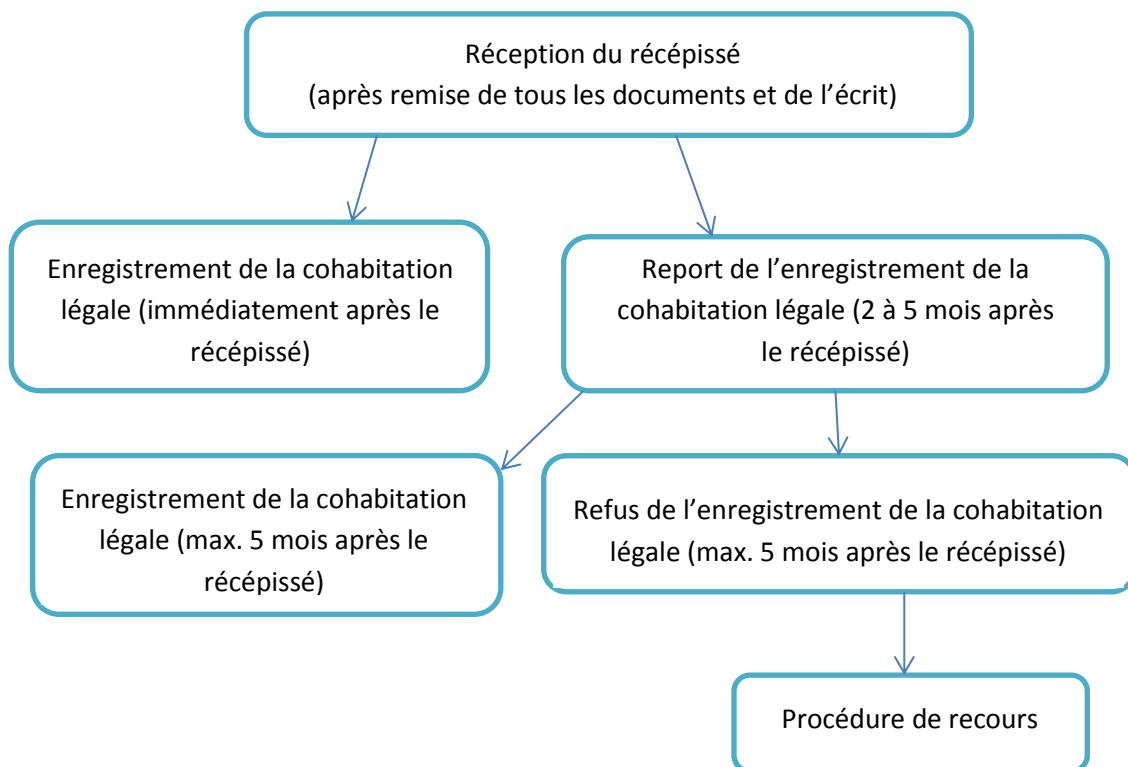 Réception du récépissé
(après remise de tous les documents et de l’écrit)
Enregistrement de la cohabitation
légale (immédiatement après le
récépissé)
Report de l’enregistrement de la
cohabitation légale (2 à 5 mois après
le récépissé)
Enregistrement de la cohabitation
légale (max. 5 mois après le
récépissé)
Refus de l’enregistrement de la cohabitation
légale (max. 5 mois après le récépissé)
Procédure de recours